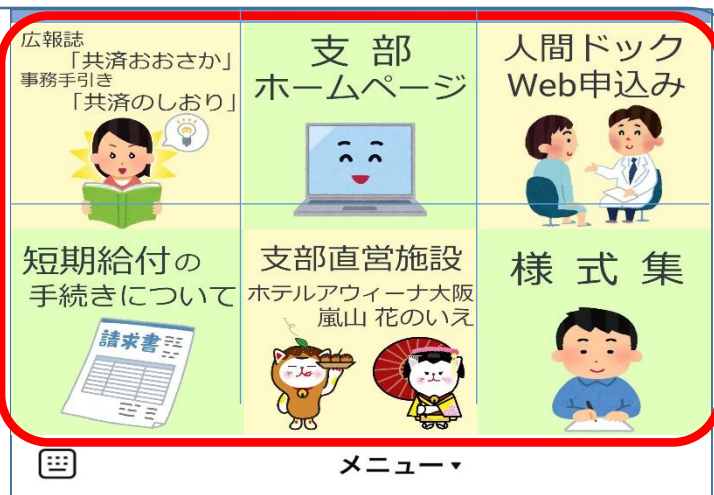 広報誌
「共済おおさか」
事務手引き
「共済のしおり」
支 部
ホームページ
人間ドック
Web申込み
短期給付の
手続きについて
請求書
支部直営施設
ホテルアウィーナ大阪
嵐山 花のいえ
様 式 集
メニュー▾